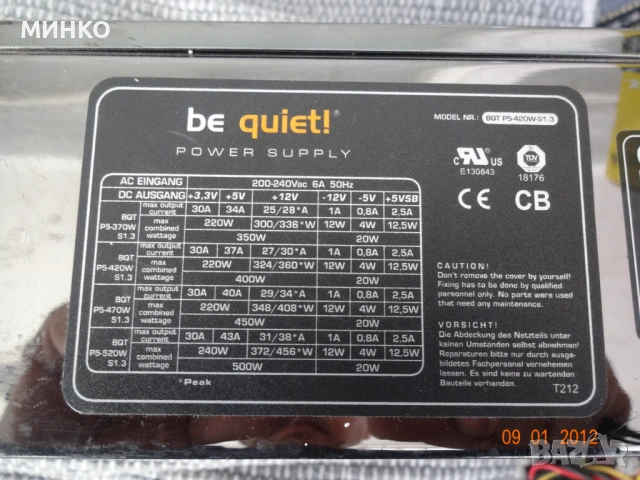 МИНКО
be quiet!®
POWER SUPPLY
MODEL NR.: BQT P5-420W-S1.3
c RU US
E130843
TÜV
18176
CE CB
AC EINGANG 200-240Vac 6A 50Hz
DC AUSGANG +3,3V +5V +12V -12V -5V +5VSB
BQT P5-370W S1.3 max output current 30A 34A 25/28*A 1A 0,8A 2,5A
max combined wattage 220W 300/336*W 12W 4W 12,5W
350W 20W
BQT P5-420W S1.3 max output current 30A 37A 27/30*A 1A 0,8A 2,5A
max combined wattage 220W 324/360*W 12W 4W 12,5W
400W 20W
BQT P5-470W S1.3 max output current 30A 40A 29/34*A 1A 0,8A 2,5A
max combined wattage 220W 348/408*W 12W 4W 12,5W
450W 20W
BQT P5-520W S1.3 max output current 30A 43A 31/38*A 1A 0,8A 2,5A
max combined wattage 240W 372/456*W 12W 4W 12,5W
500W 20W
*Peak
CAUTION!
Don't remove the cover by yourself!
Fixing has to be done by qualified
personnel only. No parts were used
that need any maintenance.
VORSICHT!
Die Abdeckung des Netzteils unter
keinen Umständen selbst öffnen.
Reparaturen bitte nur durch ausge-
bildetes Fachpersonal vornehmen
lassen. Es sind keine zu wartenden
Bauteile enthalten.
T212
09 01 2012
BAZAR